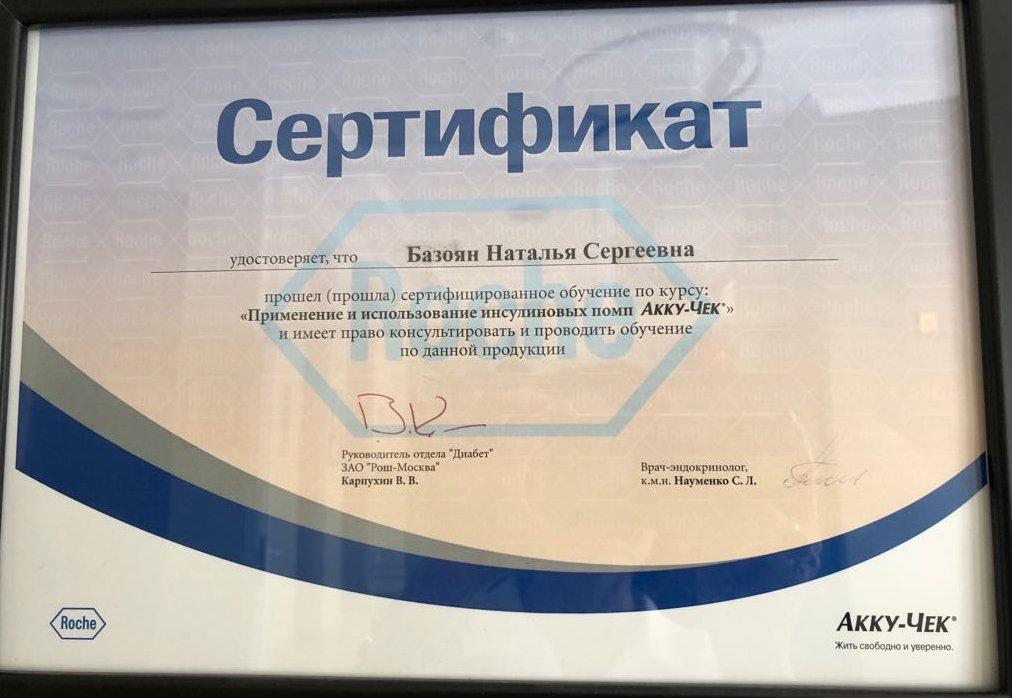 Сертификат
удостоверяет, что Базоян Наталья Сергеевна
прошел (прошла) сертифицированное обучение по курсу:
«Применение и использование инсулиновых помп АККУ-ЧЕК®»
и имеет право консультировать и проводить обучение
по данной продукции
Roche
В.К
Руководитель отдела "Диабет"
ЗАО "Рош-Москва"
Карпухин В. В.
Врач-эндокринолог,
к.м.н. Науменко С. Л.
Roche
АККУ-ЧЕК®
Жить свободно и уверенно.